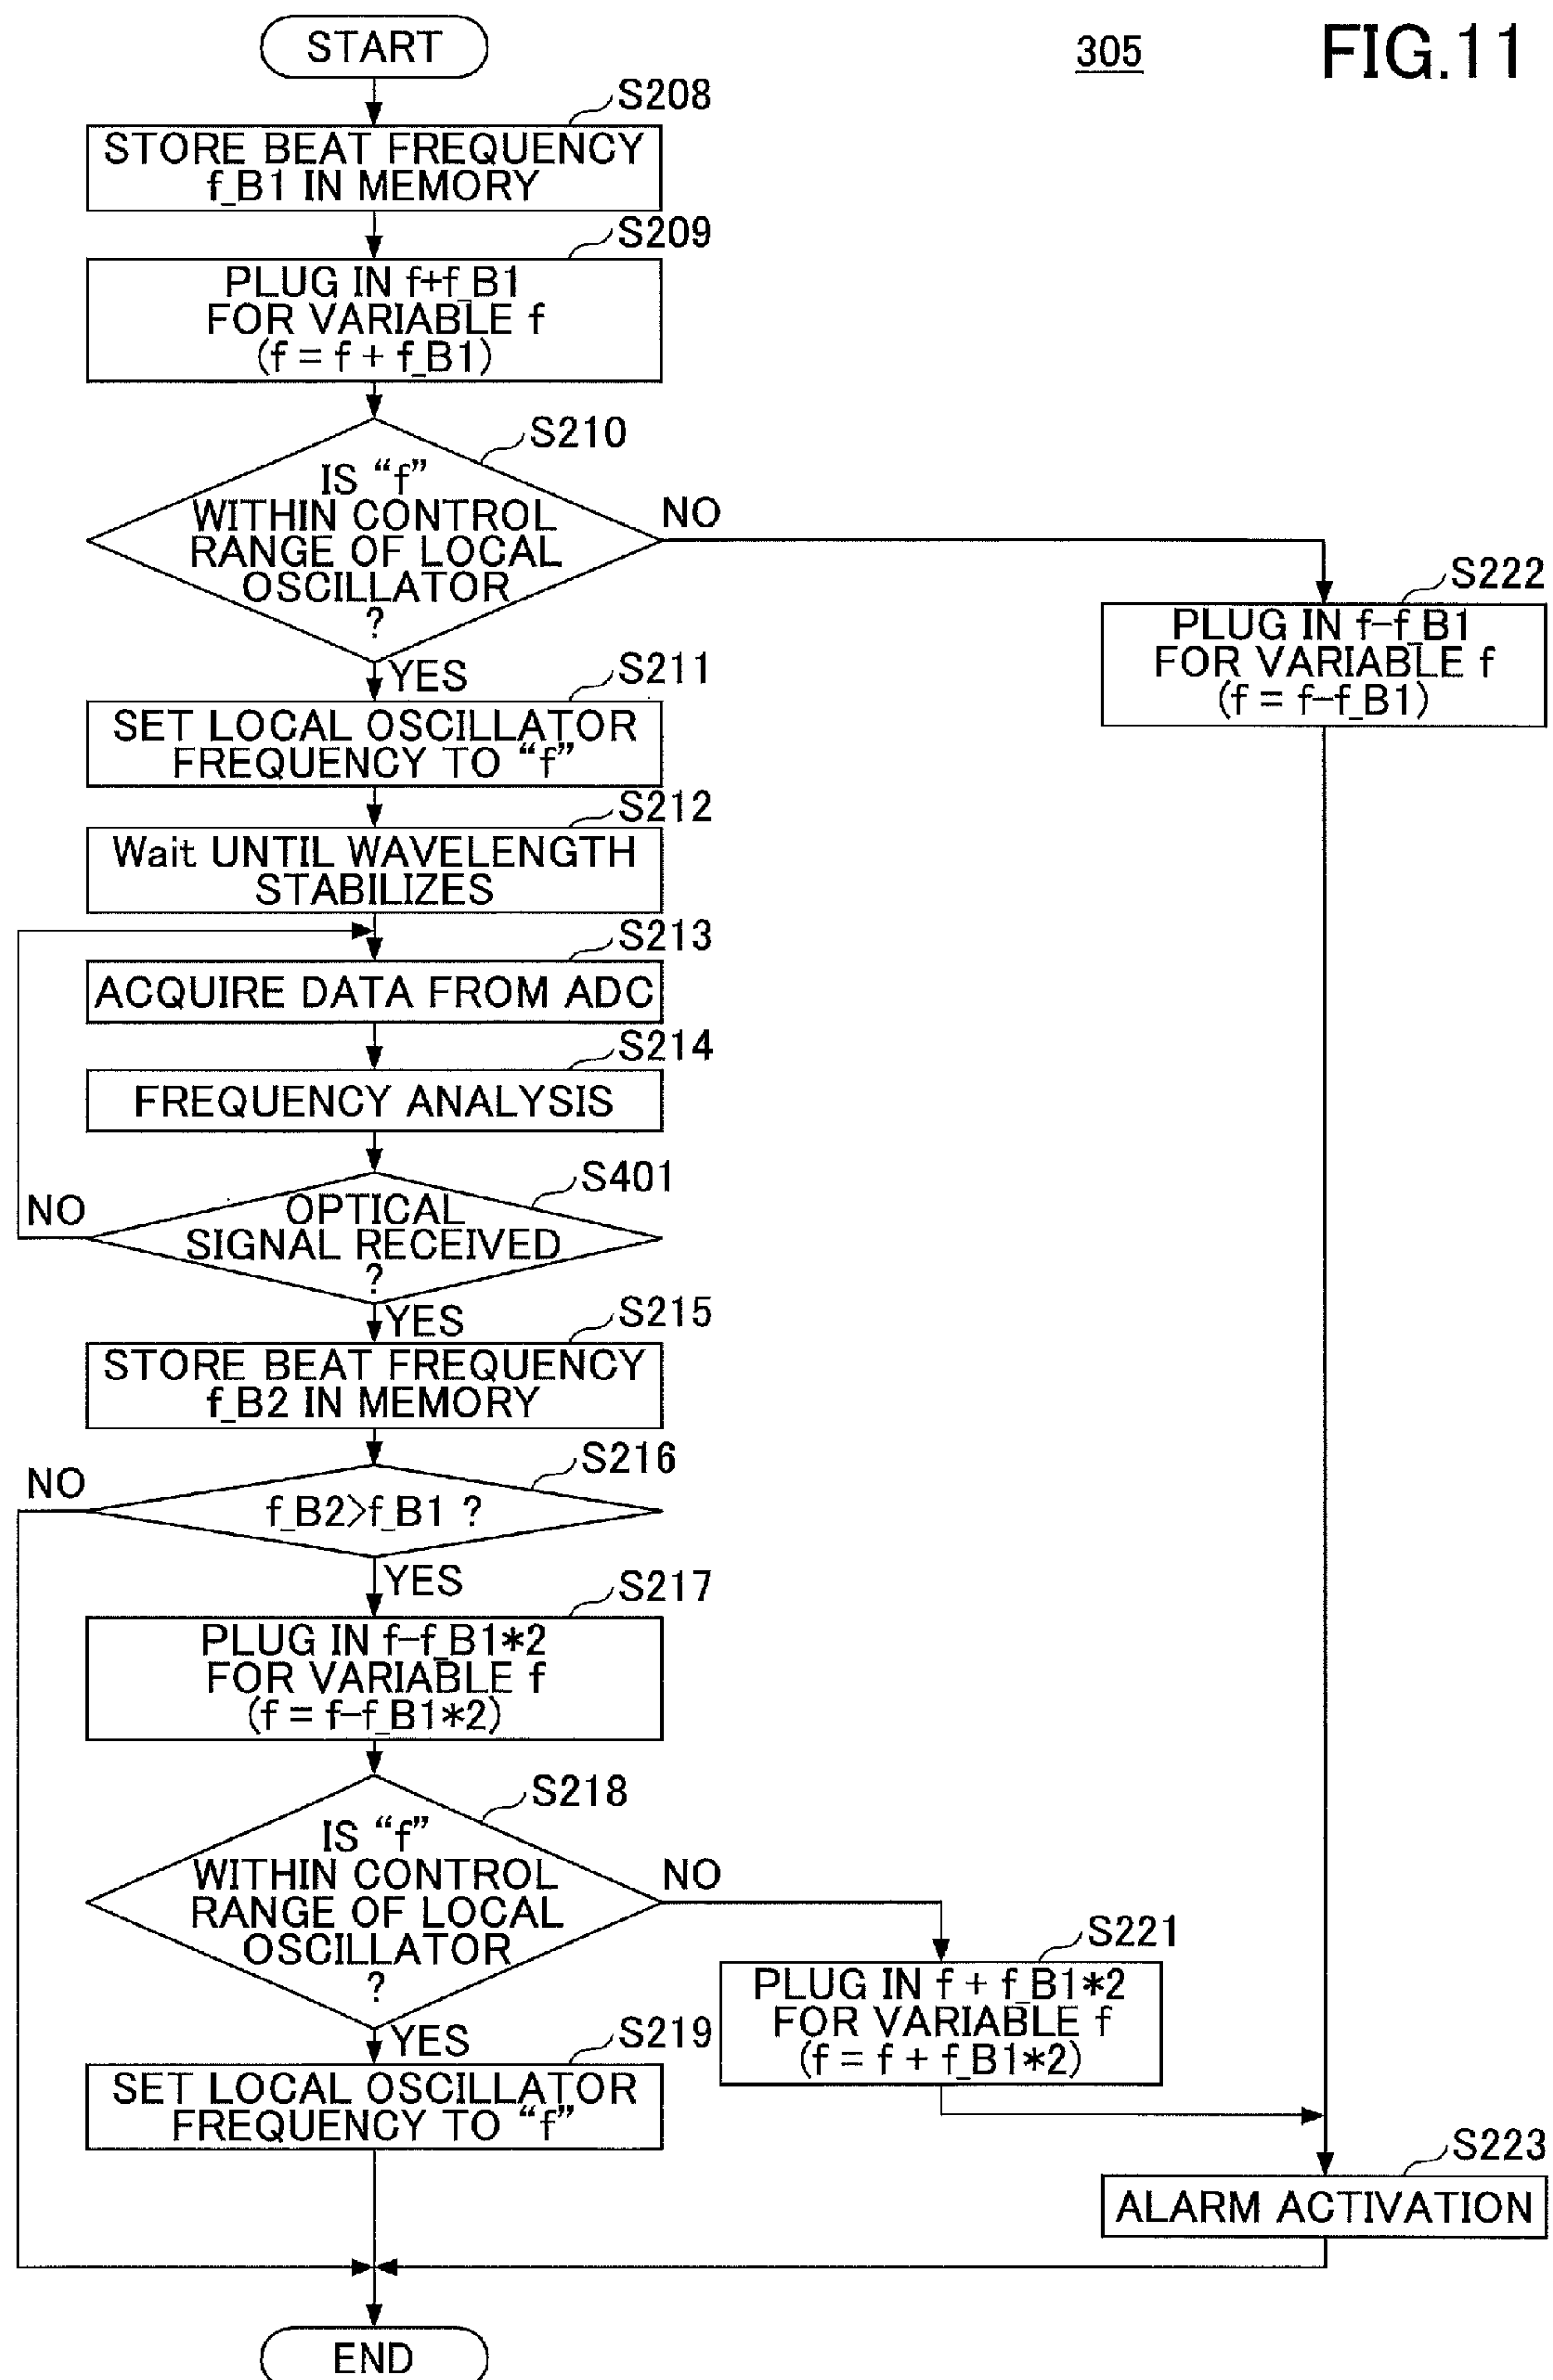 START
305
FIG.11
S208
STORE BEAT FREQUENCY
f_B1 IN MEMORY
S209
PLUG IN f+f_B1
FOR VARIABLE f
(f = f + f_B1)
S210
IS “f”
WITHIN CONTROL
RANGE OF LOCAL
OSCILLATOR
?
NO
YES
S222
PLUG IN f-f_B1
FOR VARIABLE f
(f = f-f_B1)
S211
SET LOCAL OSCILLATOR
FREQUENCY TO “f”
S212
Wait UNTIL WAVELENGTH
STABILIZES
S213
ACQUIRE DATA FROM ADC
S214
FREQUENCY ANALYSIS
S401
OPTICAL
SIGNAL RECEIVED
?
NO
YES
S215
STORE BEAT FREQUENCY
f_B2 IN MEMORY
S216
f_B2>f_B1 ?
NO
YES
S217
PLUG IN f-f_B1*2
FOR VARIABLE f
(f = f-f_B1*2)
S218
IS “f”
WITHIN CONTROL
RANGE OF LOCAL
OSCILLATOR
?
NO
YES
S221
PLUG IN f + f_B1*2
FOR VARIABLE f
(f = f + f_B1*2)
S219
SET LOCAL OSCILLATOR
FREQUENCY TO “f”
S223
ALARM ACTIVATION
END